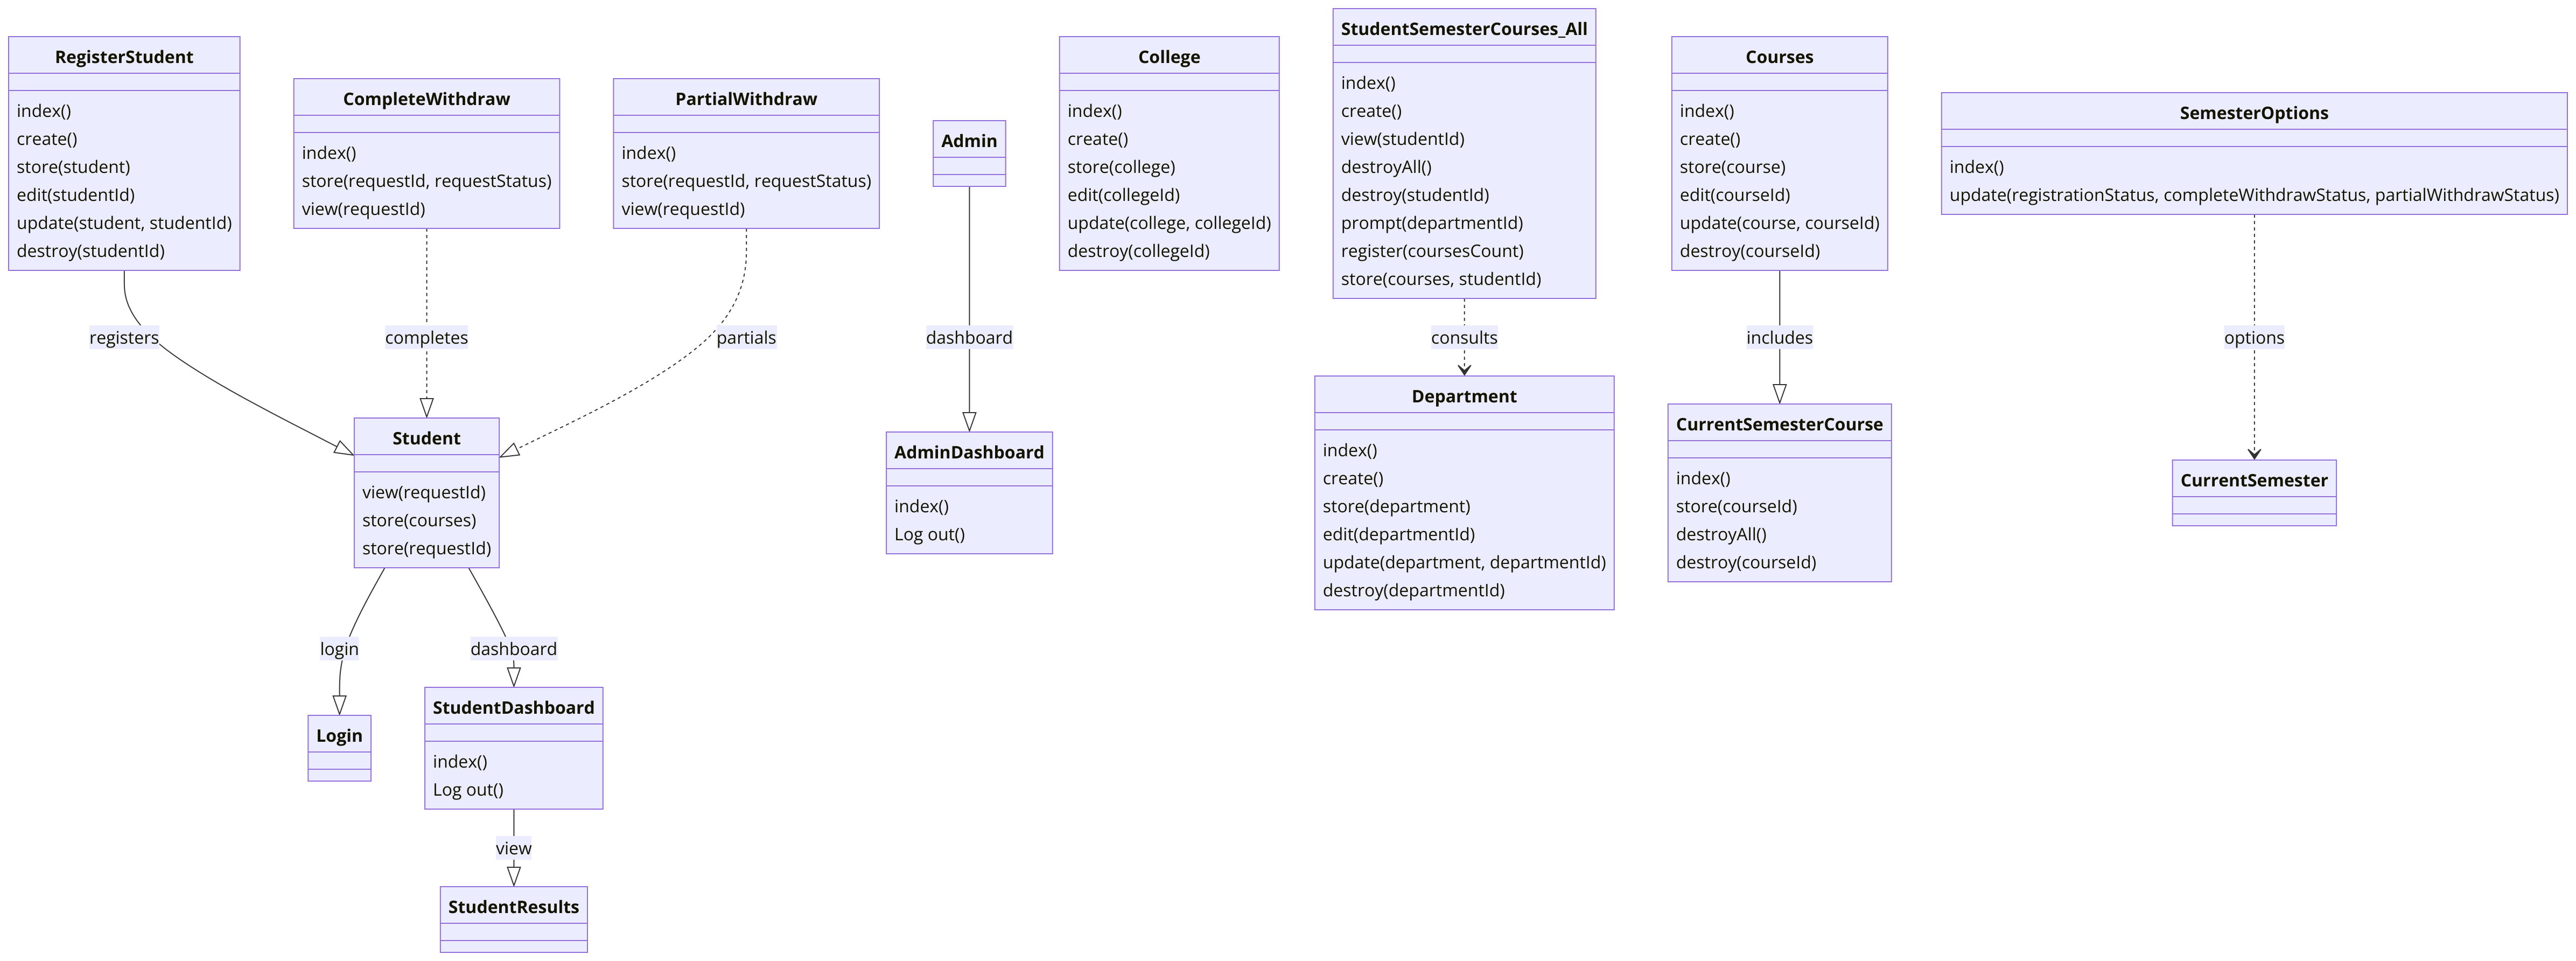 RegisterStudent
index()
create()
store(student)
edit(studentId)
update(student, studentId)
destroy(studentId)
CompleteWithdraw
index()
store(requestId, requestStatus)
view(requestId)
PartialWithdraw
index()
store(requestId, requestStatus)
view(requestId)
Admin
College
index()
create()
store(college)
edit(collegeId)
update(college, collegeId)
destroy(collegeId)
StudentSemesterCourses_All
index()
create()
view(studentId)
destroyAll()
destroy(studentId)
prompt(departmentId)
register(coursesCount)
store(courses, studentId)
Courses
index()
create()
store(course)
edit(courseId)
update(course, courseId)
destroy(courseId)
SemesterOptions
index()
update(registrationStatus, completeWithdrawStatus, partialWithdrawStatus)
registers
completes
partials
dashboard
consults
includes
options
Student
view(requestId)
store(courses)
store(requestId)
AdminDashboard
index()
Log out()
Department
index()
create()
store(department)
edit(departmentId)
update(department, departmentId)
destroy(departmentId)
CurrentSemesterCourse
index()
store(courseId)
destroyAll()
destroy(courseId)
CurrentSemester
login
dashboard
Login
StudentDashboard
index()
Log out()
view
StudentResults